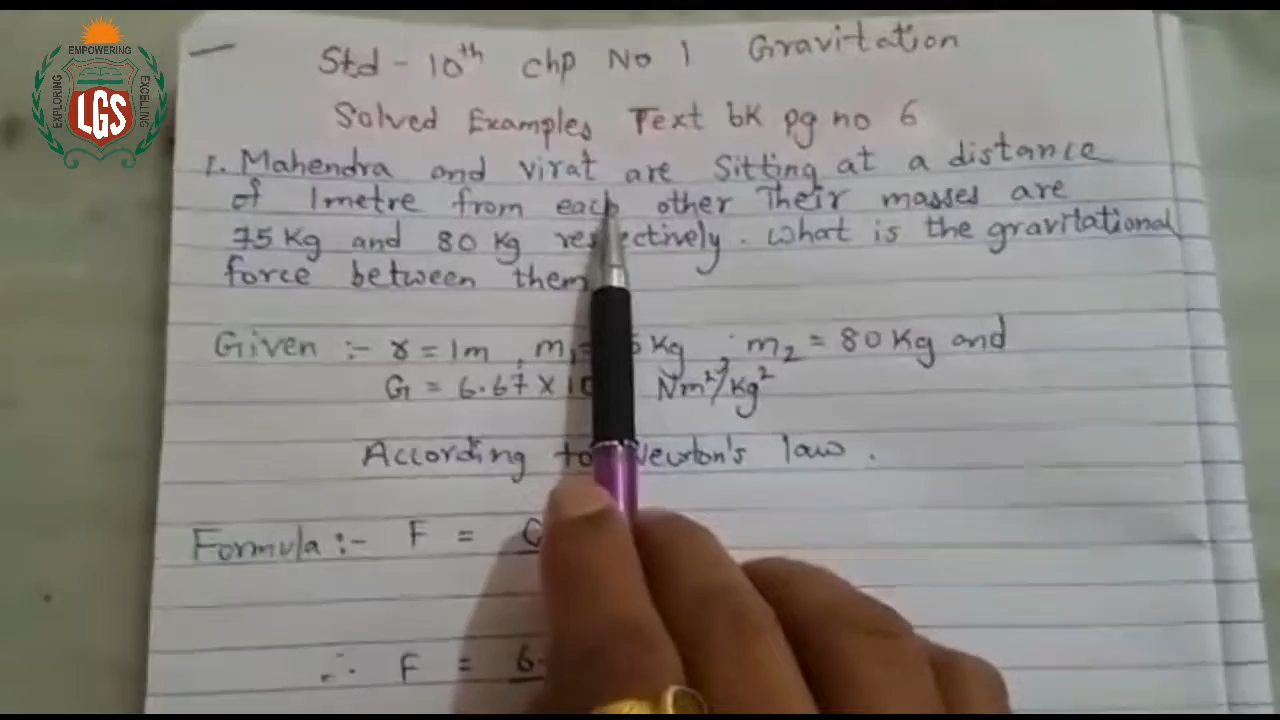 EMPOWERING
EXPLORING
EXCELLING
LGS
Std - 10th Chp No 1 Gravitation
Solved Examples Text bk pg no 6
1. Mahendra and virat are Sitting at a distance
of 1metre from each other Their masses are
75 Kg and 80 Kg respectively. What is the gravitational
force between them
Given :- r = 1m , m1 = 5 Kg , m2 = 80 Kg and
G = 6.67 × 10 Nm²/Kg²
According to Newton's law .
Formula :- F = G
∴ F = 6.